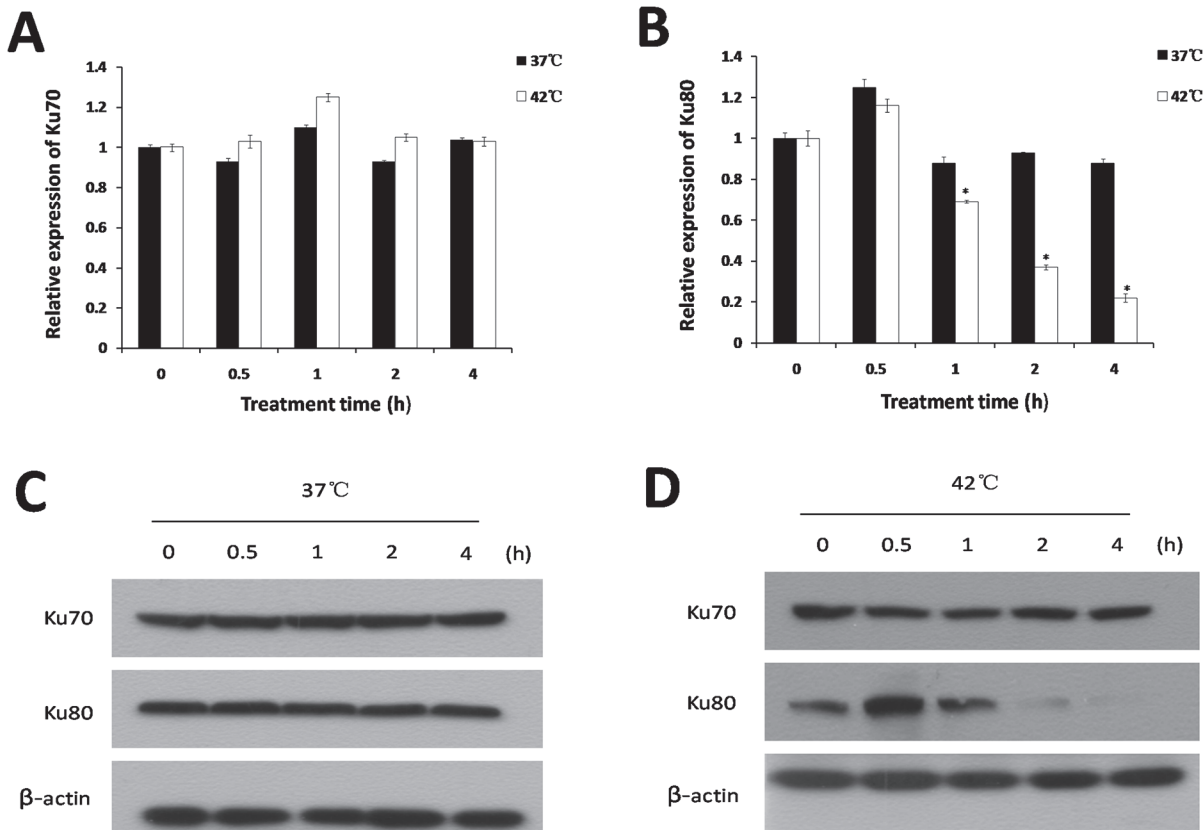 A
37℃
42℃
Relative expression of Ku70
1.4
1.2
1
0.8
0.6
0.4
0.2
0
0 0.5 1 2 4
Treatment time (h)
B
37℃
42℃
Relative expression of Ku80
1.4
1.2
1
0.8
0.6
0.4
0.2
0
*
*
*
0 0.5 1 2 4
Treatment time (h)
C
37℃
0 0.5 1 2 4 (h)
Ku70
Ku80
β-actin
D
42℃
0 0.5 1 2 4 (h)
Ku70
Ku80
β-actin